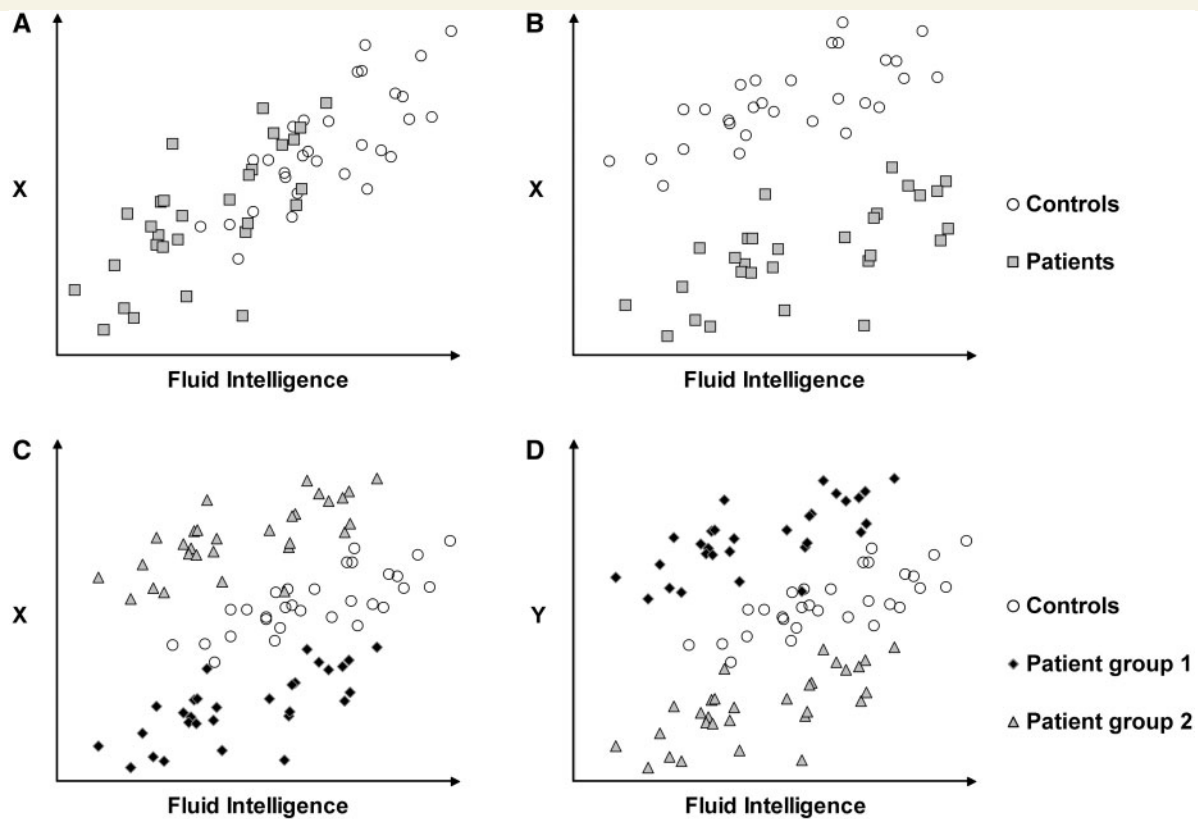 A
B
X
X
Controls
Patients
Fluid Intelligence
Fluid Intelligence
C
D
X
Y
Controls
Patient group 1
Patient group 2
Fluid Intelligence
Fluid Intelligence